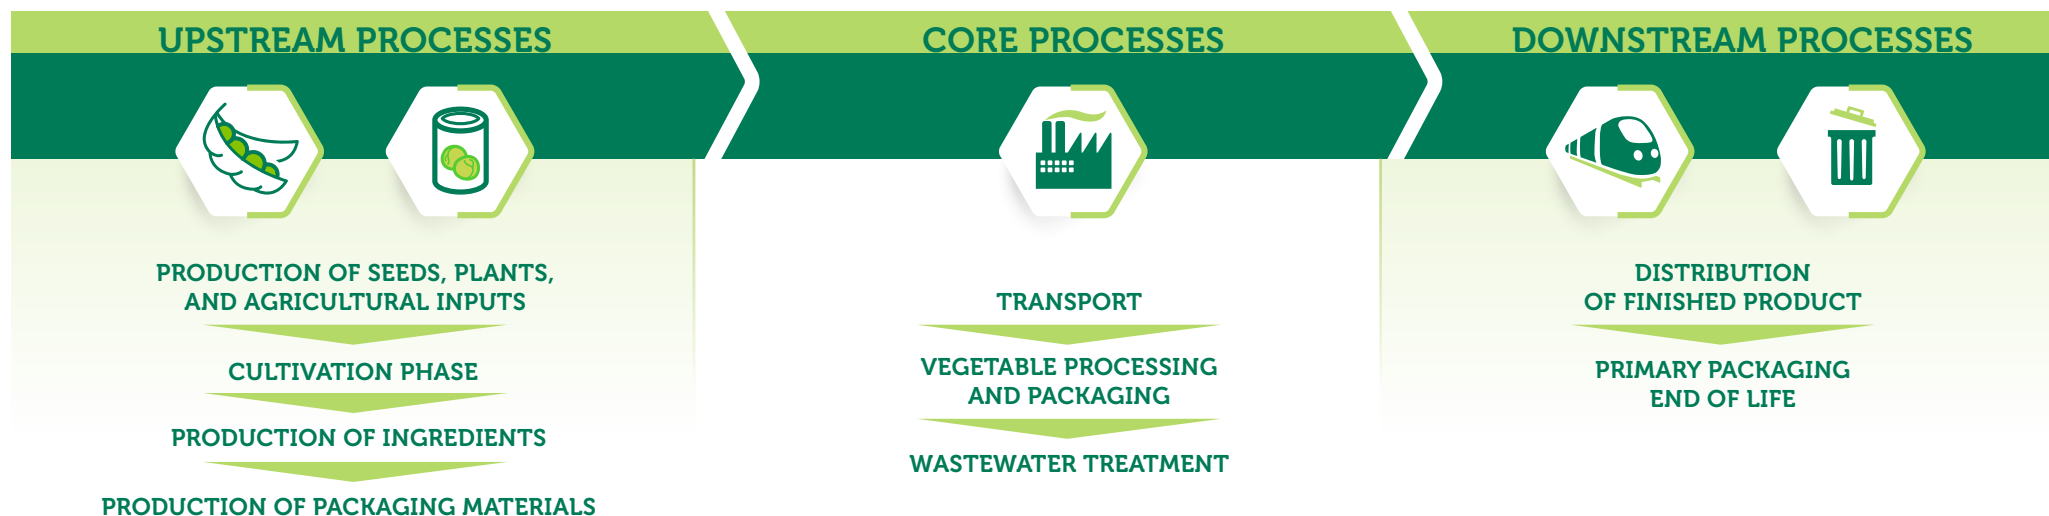 UPSTREAM PROCESSES
PRODUCTION OF SEEDS, PLANTS,
AND AGRICULTURAL INPUTS
CULTIVATION PHASE
PRODUCTION OF INGREDIENTS
PRODUCTION OF PACKAGING MATERIALS
CORE PROCESSES
TRANSPORT
VEGETABLE PROCESSING
AND PACKAGING
WASTEWATER TREATMENT
DOWNSTREAM PROCESSES
DISTRIBUTION
OF FINISHED PRODUCT
PRIMARY PACKAGING
END OF LIFE